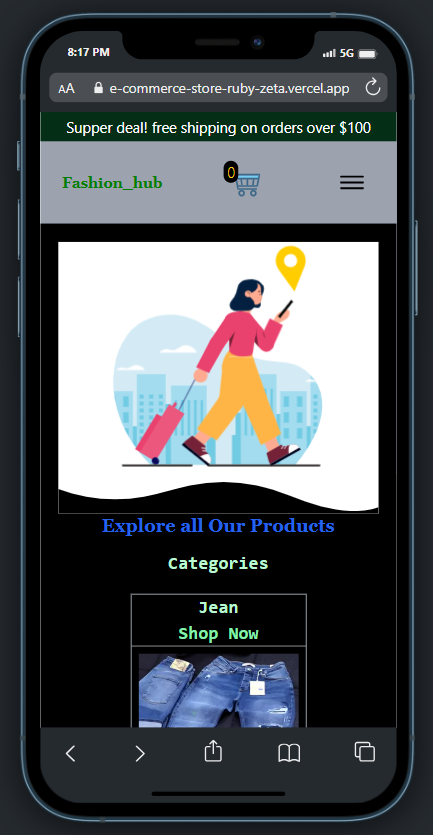 8:17 PM
5G
AA
e-commerce-store-ruby-zeta.vercel.app
Supper deal! free shipping on orders over $100
Fashion_hub
0
Explore all Our Products
Categories
Jean
Shop Now